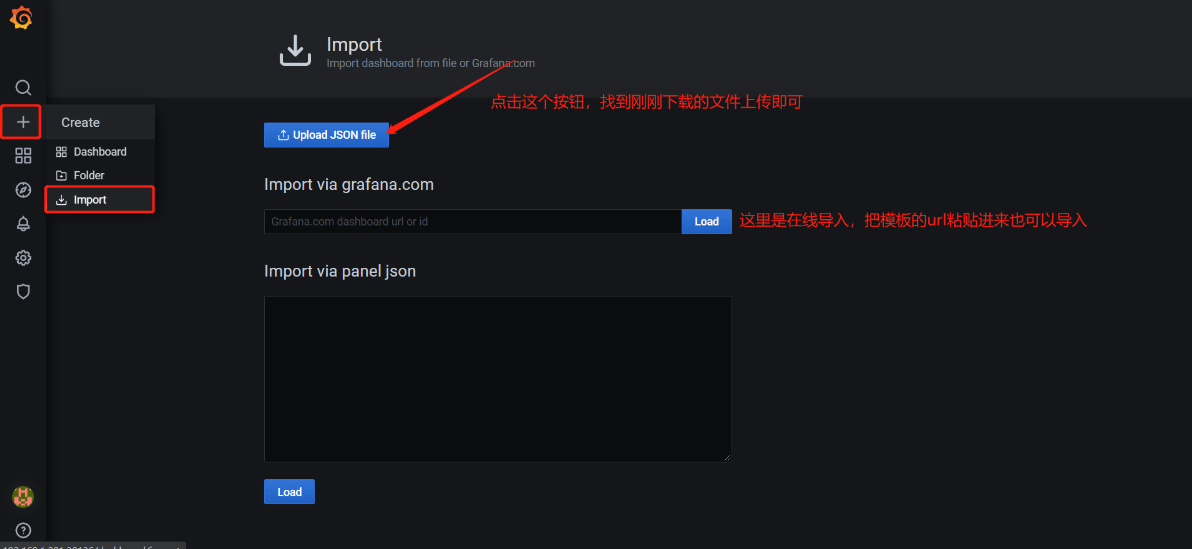 Import
Import dashboard from file or Grafana.com
点击这个按钮，找到刚刚下载的文件上传即可
Create
Upload JSON file
Dashboard
Folder
Import
Import via grafana.com
Grafana.com dashboard url or id
Load
这里是在线导入，把模板的url粘贴进来也可以导入
Import via panel json
Load